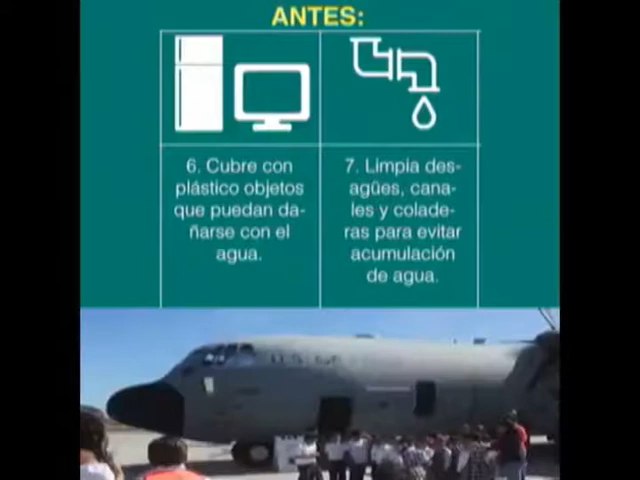 ANTES:
6. Cubre con
plástico objetos
que puedan da-
ñarse con el
agua.
7. Limpia des-
agües, cana-
les y colade-
ras para evitar
acumulación
de agua.